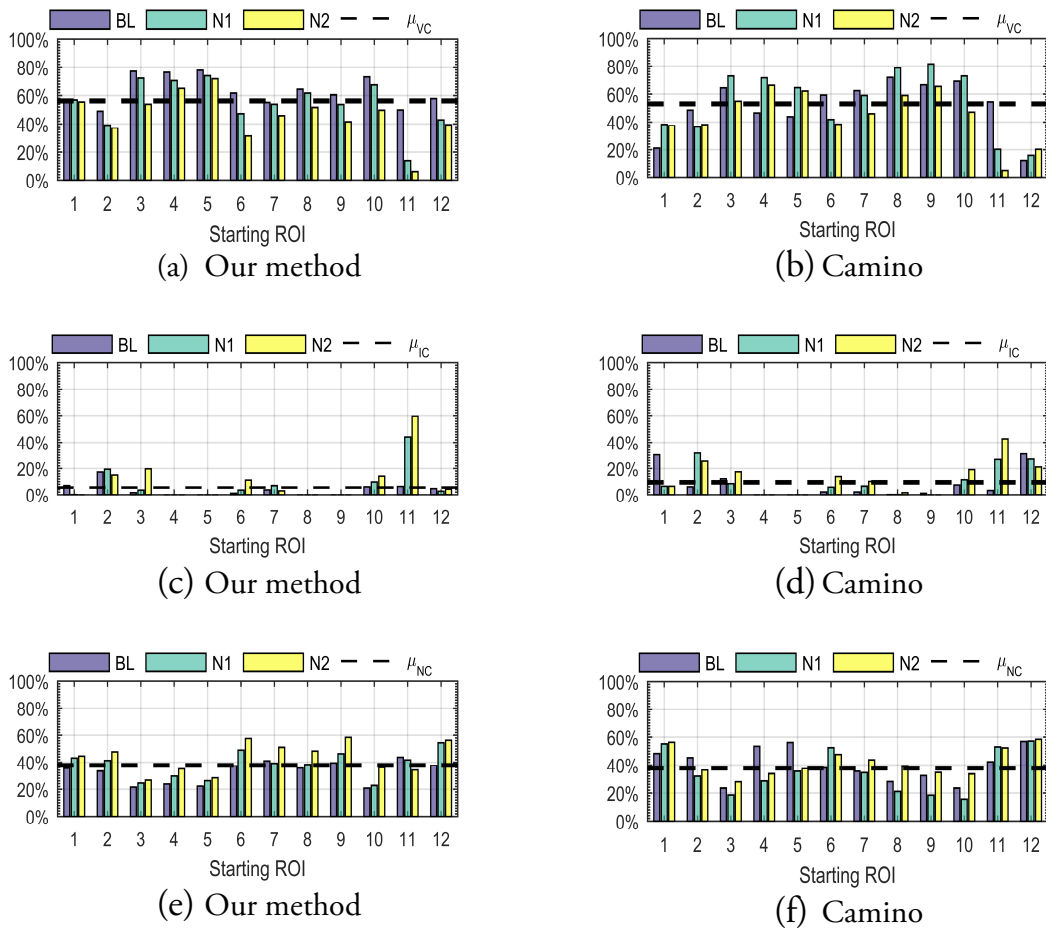 BL N1 N2 μVC
100%
80%
60%
40%
20%
0%
1 2 3 4 5 6 7 8 9 10 11 12
Starting ROI
(a) Our method
BL N1 N2 μVC
100%
80%
60%
40%
20%
0%
1 2 3 4 5 6 7 8 9 10 11 12
Starting ROI
(b) Camino
BL N1 N2 μIC
100%
80%
60%
40%
20%
0%
1 2 3 4 5 6 7 8 9 10 11 12
Starting ROI
(c) Our method
BL N1 N2 μIC
100%
80%
60%
40%
20%
0%
1 2 3 4 5 6 7 8 9 10 11 12
Starting ROI
(d) Camino
BL N1 N2 μNC
100%
80%
60%
40%
20%
0%
1 2 3 4 5 6 7 8 9 10 11 12
Starting ROI
(e) Our method
BL N1 N2 μNC
100%
80%
60%
40%
20%
0%
1 2 3 4 5 6 7 8 9 10 11 12
Starting ROI
(f) Camino